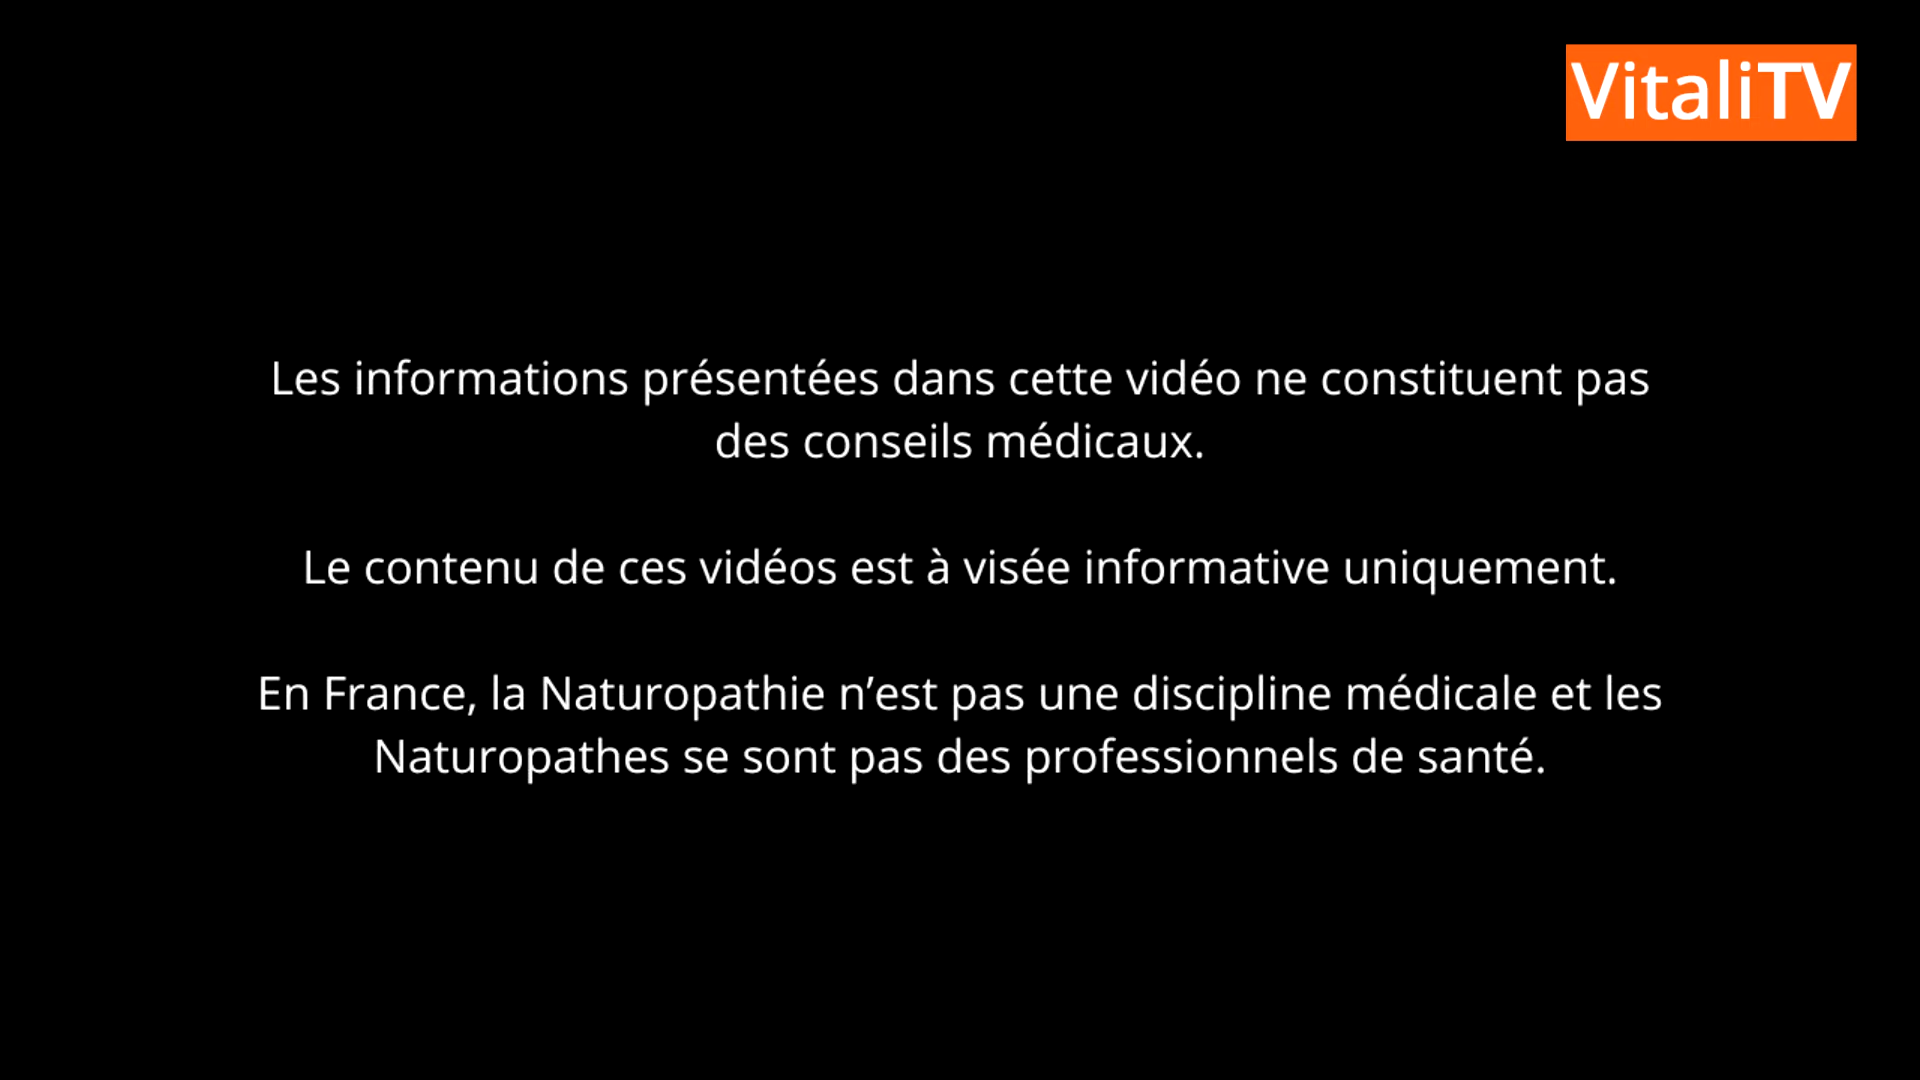 VitaliTV
Les informations présentées dans cette vidéo ne constituent pas
des conseils médicaux.
Le contenu de ces vidéos est à visée informative uniquement.
En France, la Naturopathie n’est pas une discipline médicale et les
Naturopathes se sont pas des professionnels de santé.